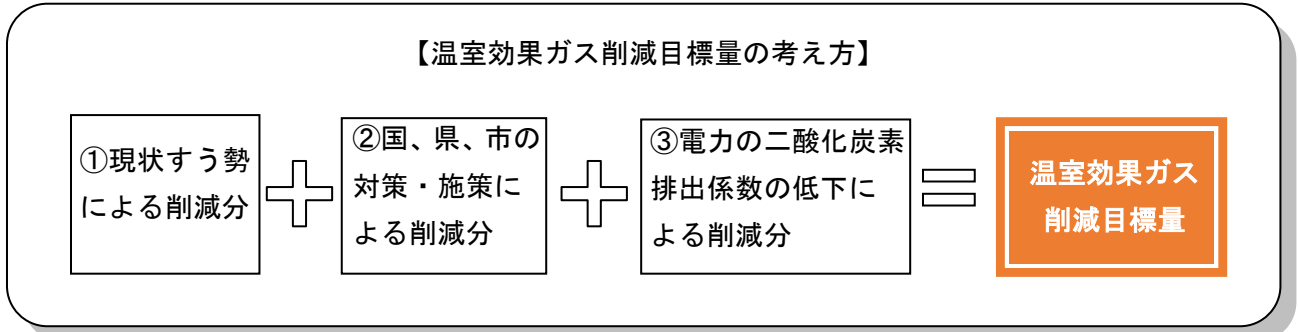 【温室効果ガス削減目標量の考え方】
①現状すう勢
による削減分
②国、県、市の
対策・施策に
よる削減分
③電力の二酸化炭素
排出係数の低下に
よる削減分
温室効果ガス
削減目標量